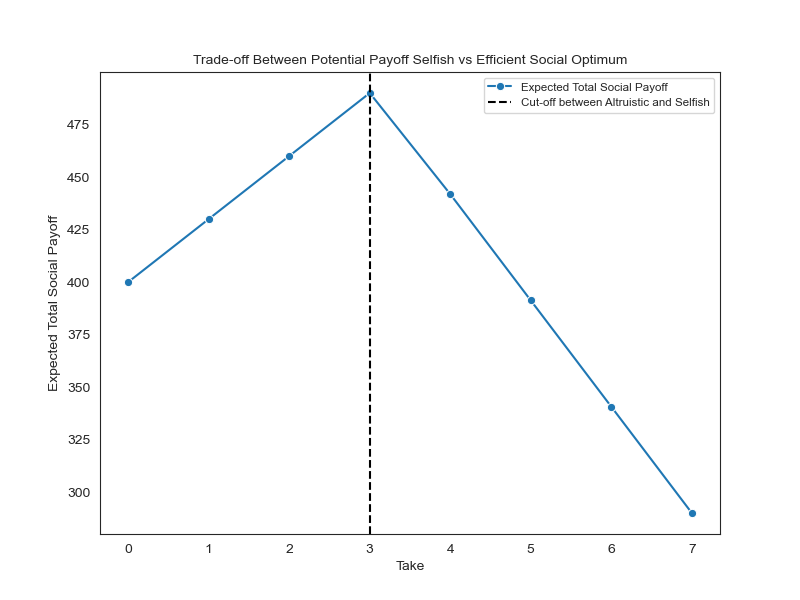 Trade-off Between Potential Payoff Selfish vs Efficient Social Optimum
Expected Total Social Payoff
Cut-off between Altruistic and Selfish
Expected Total Social Payoff
475
450
425
400
375
350
325
300
0 1 2 3 4 5 6 7
Take